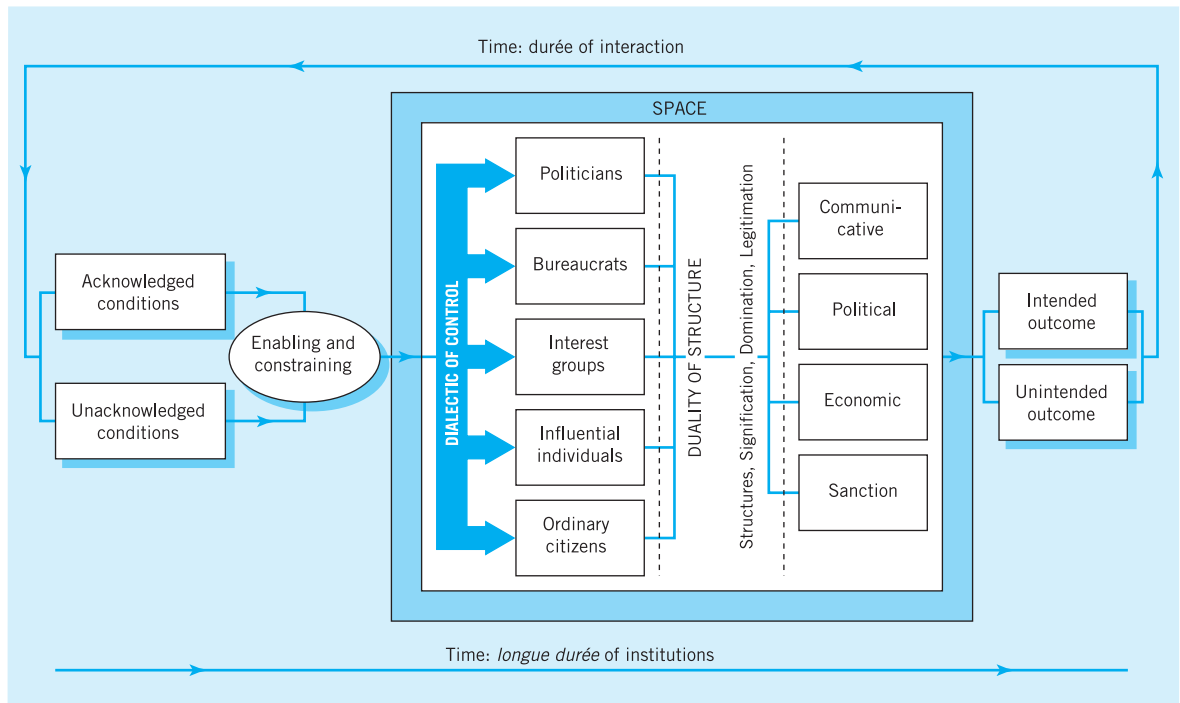 Time: durée of interaction
SPACE
Acknowledged
conditions
Unacknowledged
conditions
Enabling and
constraining
DIALECTIC OF CONTROL
Politicians
Bureaucrats
Interest
groups
Influential
individuals
Ordinary
citizens
DUALITY OF STRUCTURE
Structures, Signification, Domination, Legitimation
Communi-
cative
Political
Economic
Sanction
Intended
outcome
Unintended
outcome
Time: longue durée of institutions